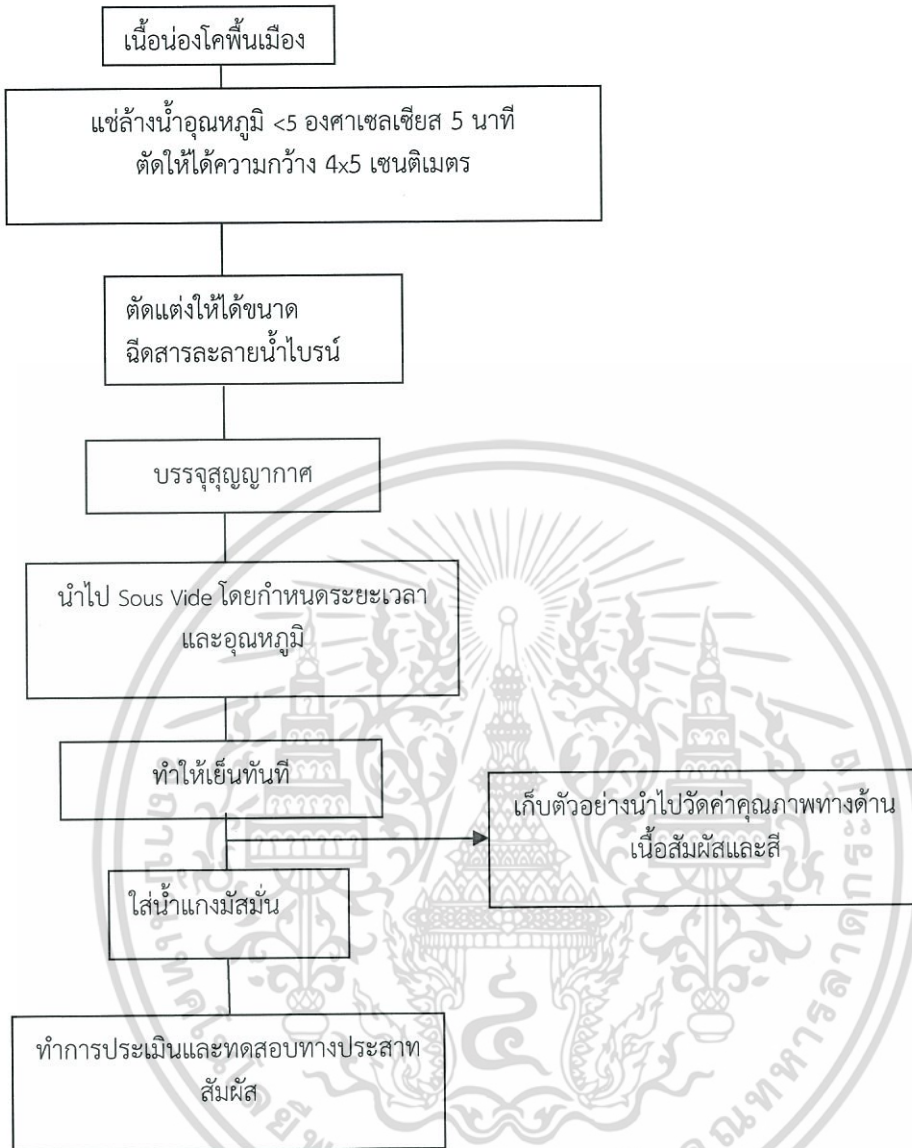 เนื้อน่องโคพื้นเมือง
แช่ล้างน้ำอุณหภูมิ <5 องศาเซลเซียส 5 นาที
ตัดให้ได้ความกว้าง 4x5 เซนติเมตร
ตัดแต่งให้ได้ขนาด
ฉีดสารละลายน้ำไบรน์
บรรจุสุญญากาศ
นำไป Sous Vide โดยกำหนดระยะเวลา
และอุณหภูมิ
ทำให้เย็นทันที
เก็บตัวอย่างนำไปวัดค่าคุณภาพทางด้าน
เนื้อสัมผัสและสี
ใส่น้ำแกงมัสมั่น
ทำการประเมินและทดสอบทางประสาท
สัมผัส